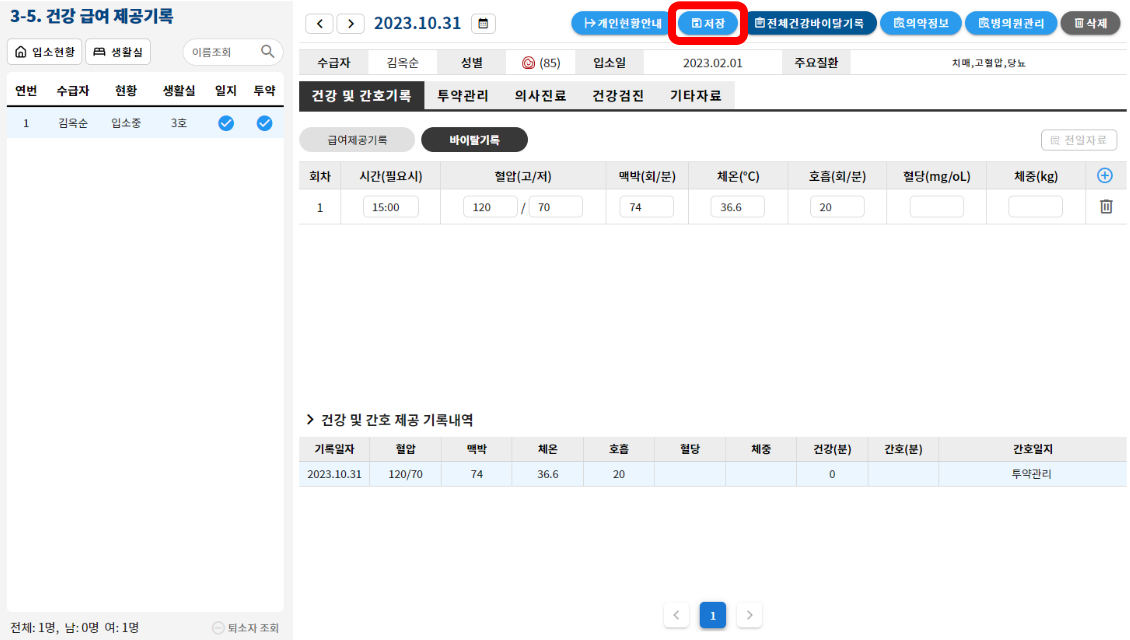 3-5. 건강 급여 제공기록
입소현황 생활실 이름조회
연번 수급자 현황 생활실 일지 투약
1 김옥순 입소중 3호
전체: 1명, 남: 0명 여: 1명 퇴소자 조회
2023.10.31 개인현황안내 저장 전체건강바이탈기록 의약정보 병의원관리 삭제
수급자 김옥순 성별 여 (85) 입소일 2023.02.01 주요질환 치매,고혈압,당뇨
건강 및 간호기록 투약관리 의사진료 건강검진 기타자료
급여제공기록 바이탈기록 전일자료
회차 시간(필요시) 혈압(고/저) 맥박(회/분) 체온(℃) 호흡(회/분) 혈당(mg/oL) 체중(kg)
1 15:00 120 / 70 74 36.6 20
건강 및 간호 제공 기록내역
기록일자 혈압 맥박 체온 호흡 혈당 체중 건강(분) 간호(분) 간호일지
2023.10.31 120/70 74 36.6 20 0 투약관리
1